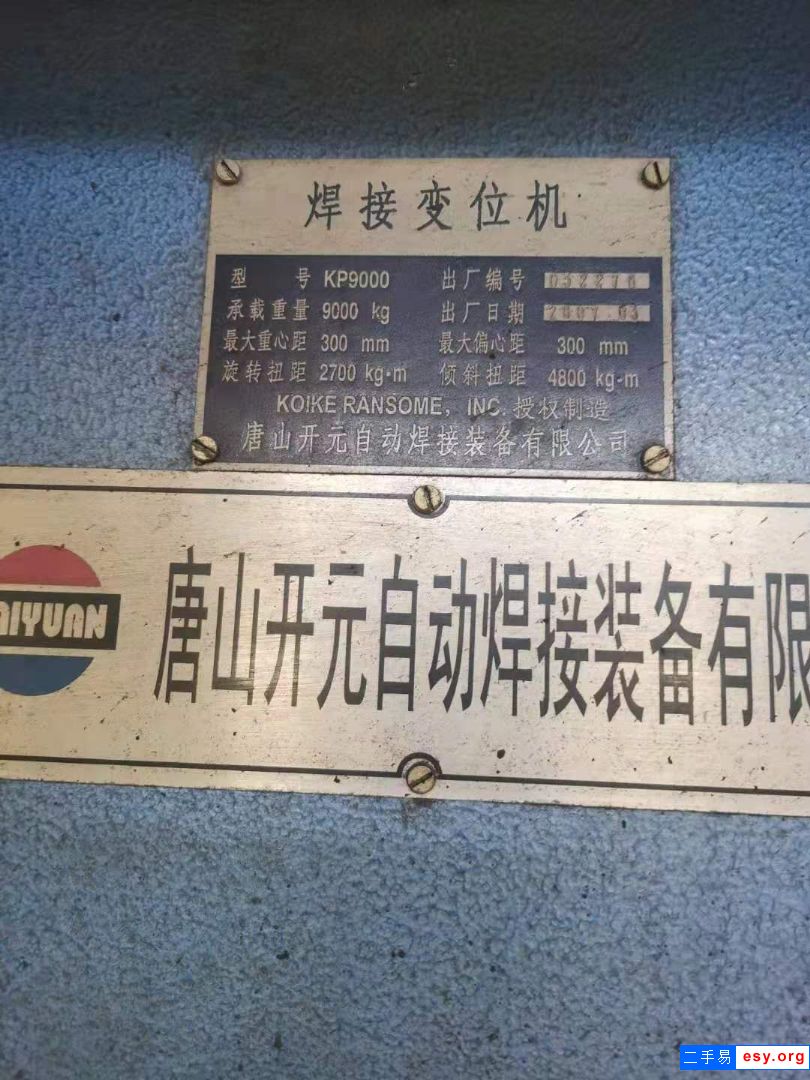 焊接变位机
型号 KP9000 出厂编号 052276
承载重量 9000 kg 出厂日期 2007.03
最大重心距 300 mm 最大偏心距 300 mm
旋转扭距 2700 kg·m 倾斜扭距 4800 kg-m
KOIKE RANSOME, INC. 授权制造
唐山开元自动焊接装备有限公司
AIYUAN
唐山开元自动焊接装备有限
二手易 esy.org